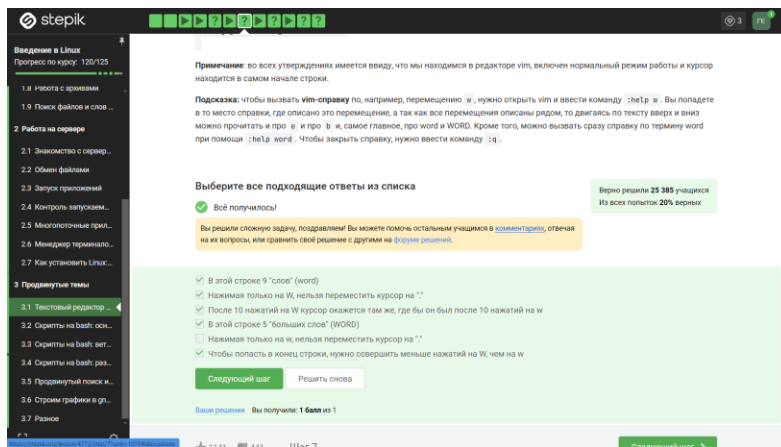 stepik
3
ГЕ
Введение в Linux
Прогресс по курсу: 120/125
1.8 Работа с архивами
1.9 Поиск файлов и слов ...
2 Работа на сервере
2.1 Знакомство с сервер...
2.2 Обмен файлами
2.3 Запуск приложений
2.4 Контроль запускаем...
2.5 Многопоточные прил...
2.6 Менеджер терминало...
2.7 Как установить Linux:...
3 Продвинутые темы
3.1 Текстовый редактор ...
3.2 Скрипты на bash: осн...
3.3 Скрипты на bash: вет...
3.4 Скрипты на bash: раз...
3.5 Продвинутый поиск и...
3.6 Строим графики в gn...
3.7 Разное
Примечание: во всех утверждениях имеется ввиду, что мы находимся в редакторе vim, включен нормальный режим работы и курсор
находится в самом начале строки.
Подсказка: чтобы вызвать vim-справку по, например, перемещению w, нужно открыть vim и ввести команду :help w. Вы попадете
в то место справки, где описано это перемещение, а так как все перемещения описаны рядом, то двигаясь по тексту вверх и вниз
можно прочитать и про e и про b и, самое главное, про word и WORD. Кроме того, можно вызвать сразу справку по термину word
при помощи :help word. Чтобы закрыть справку, нужно ввести команду :q.
Выберите все подходящие ответы из списка
Верно решили 25 385 учащихся
Из всех попыток 20% верных
Всё получилось!
Вы решили сложную задачу, поздравляем! Вы можете помочь остальным учащимся в комментариях, отвечая
на их вопросы, или сравнить своё решение с другими на форуме решений.
В этой строке 9 "слов" (word)
Нажимая только на W, нельзя переместить курсор на "."
После 10 нажатий на W курсор окажется там же, где бы он был после 10 нажатий на w
В этой строке 5 "больших слов" (WORD)
Нажимая только на w, нельзя переместить курсор на "."
Чтобы попасть в конец строки, нужно совершить меньше нажатий на W, чем на w
Следующий шаг
Решить снова
Ваши решения Вы получили: 1 балл из 1
Шаг 7
Следующий шаг